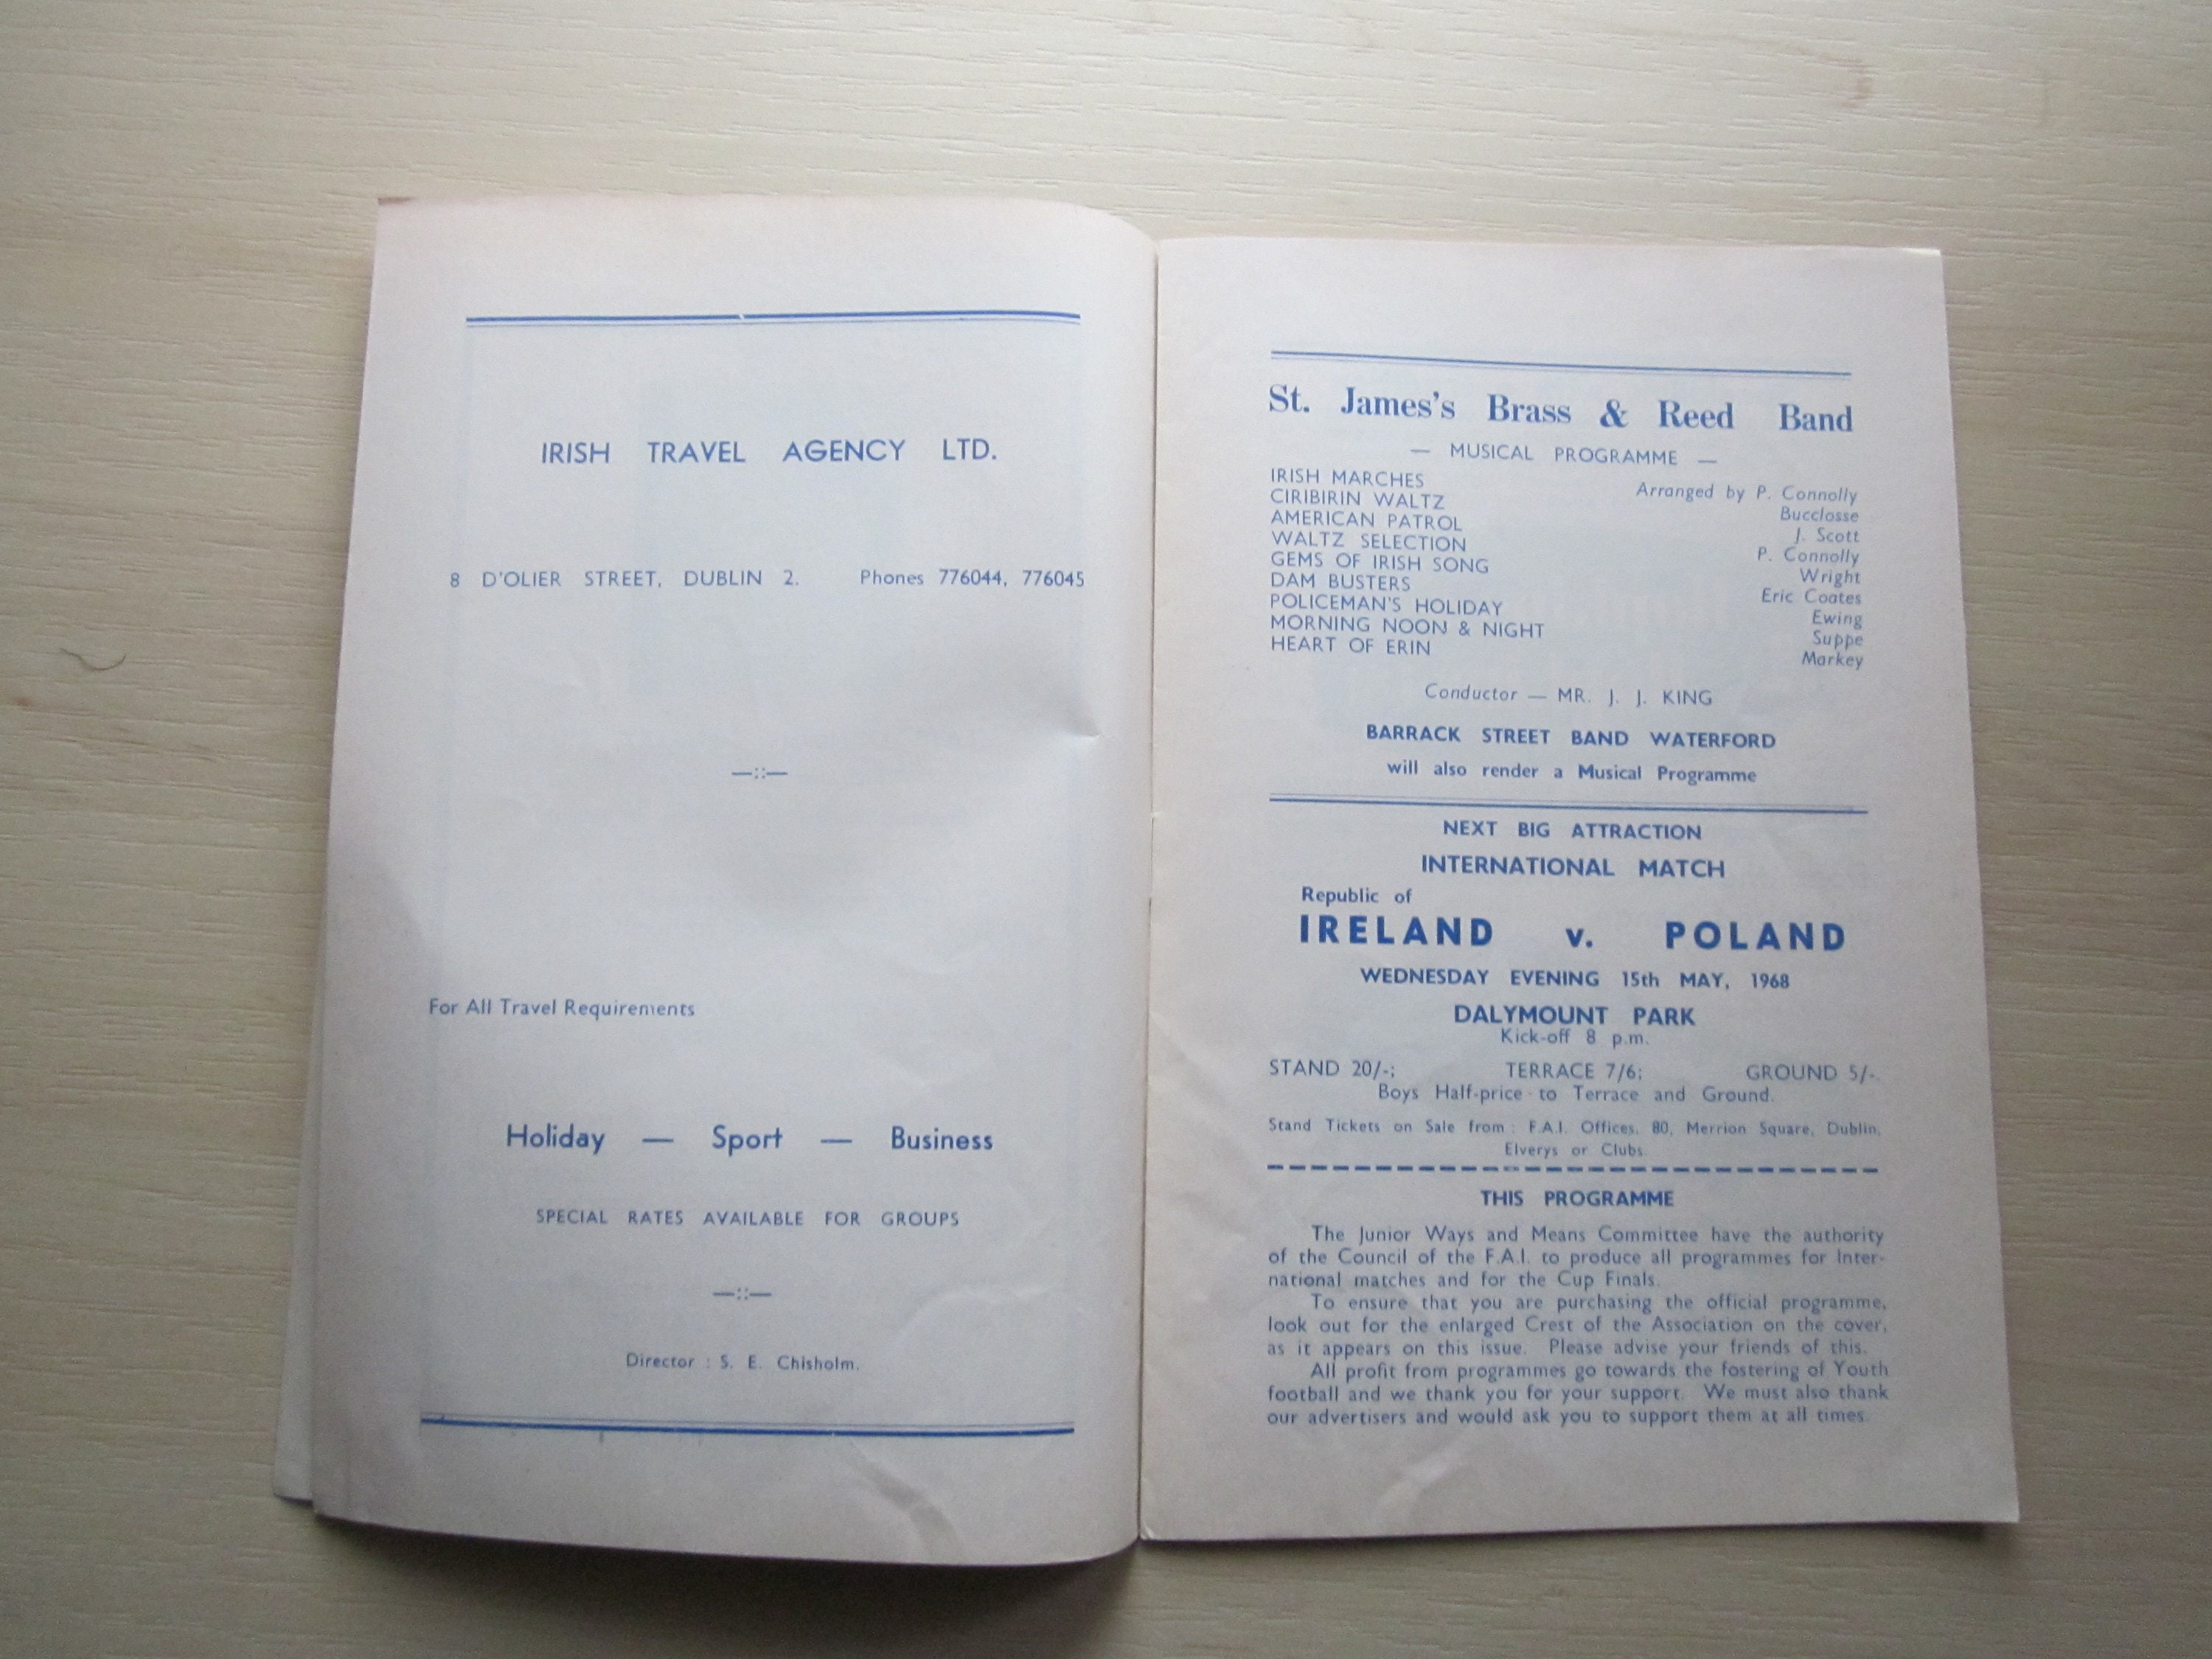 IRISH TRAVEL AGENCY LTD.
8 D'OLIER STREET, DUBLIN 2. Phones 776044, 776045
—::—
For All Travel Requirements
Holiday — Sport — Business
SPECIAL RATES AVAILABLE FOR GROUPS
—::—
Director : S. E. Chisholm.
St. James's Brass & Reed Band
— MUSICAL PROGRAMME —
IRISH MARCHES Arranged by P. Connolly
CIRIBIRIN WALTZ Bucclosse
AMERICAN PATROL J. Scott
WALTZ SELECTION P. Connolly
GEMS OF IRISH SONG Wright
DAM BUSTERS Eric Coates
POLICEMAN'S HOLIDAY Ewing
MORNING NOON & NIGHT Suppe
HEART OF ERIN Markey
Conductor — MR. J. J. KING
BARRACK STREET BAND WATERFORD
will also render a Musical Programme
NEXT BIG ATTRACTION
INTERNATIONAL MATCH
Republic of
IRELAND v. POLAND
WEDNESDAY EVENING 15th MAY, 1968
DALYMOUNT PARK
Kick-off 8 p.m.
STAND 20/-; TERRACE 7/6; GROUND 5/-.
Boys Half-price to Terrace and Ground.
Stand Tickets on Sale from : F.A.I. Offices, 80, Merrion Square, Dublin,
Elverys or Clubs.
THIS PROGRAMME
The Junior Ways and Means Committee have the authority
of the Council of the F.A.I. to produce all programmes for Inter-
national matches and for the Cup Finals.
To ensure that you are purchasing the official programme,
look out for the enlarged Crest of the Association on the cover,
as it appears on this issue. Please advise your friends of this.
All profit from programmes go towards the fostering of Youth
football and we thank you for your support. We must also thank
our advertisers and would ask you to support them at all times.